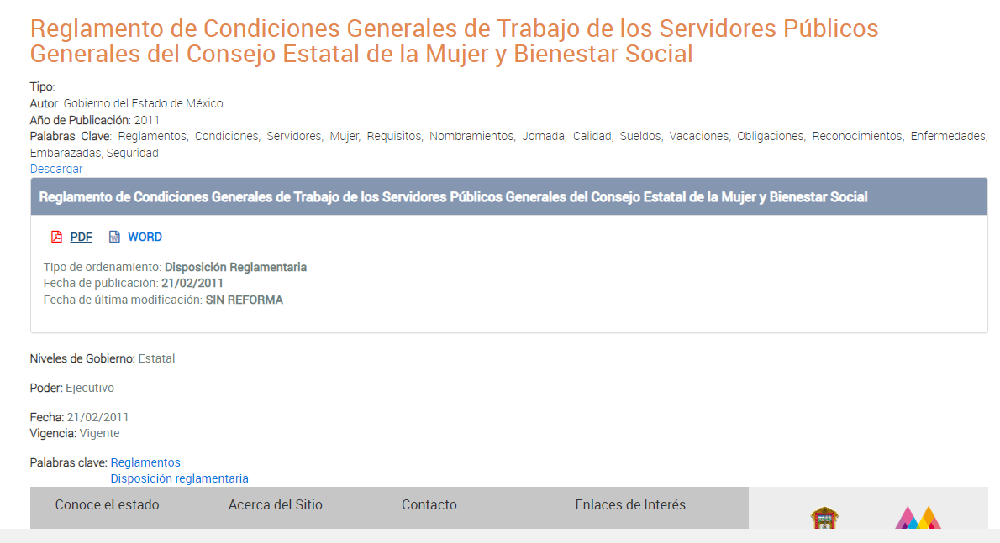 Reglamento de Condiciones Generales de Trabajo de los Servidores Públicos
Generales del Consejo Estatal de la Mujer y Bienestar Social
Tipo:
Autor: Gobierno del Estado de México
Año de Publicación: 2011
Palabras Clave: Reglamentos, Condiciones, Servidores, Mujer, Requisitos, Nombramientos, Jornada, Calidad, Sueldos, Vacaciones, Obligaciones, Reconocimientos, Enfermedades,
Embarazadas, Seguridad
Descargar
Reglamento de Condiciones Generales de Trabajo de los Servidores Públicos Generales del Consejo Estatal de la Mujer y Bienestar Social
PDF WORD
Tipo de ordenamiento: Disposición Reglamentaria
Fecha de publicación: 21/02/2011
Fecha de última modificación: SIN REFORMA
Niveles de Gobierno: Estatal
Poder: Ejecutivo
Fecha: 21/02/2011
Vigencia: Vigente
Palabras clave: Reglamentos
Disposición reglamentaria
Conoce el estado Acerca del Sitio Contacto Enlaces de Interés